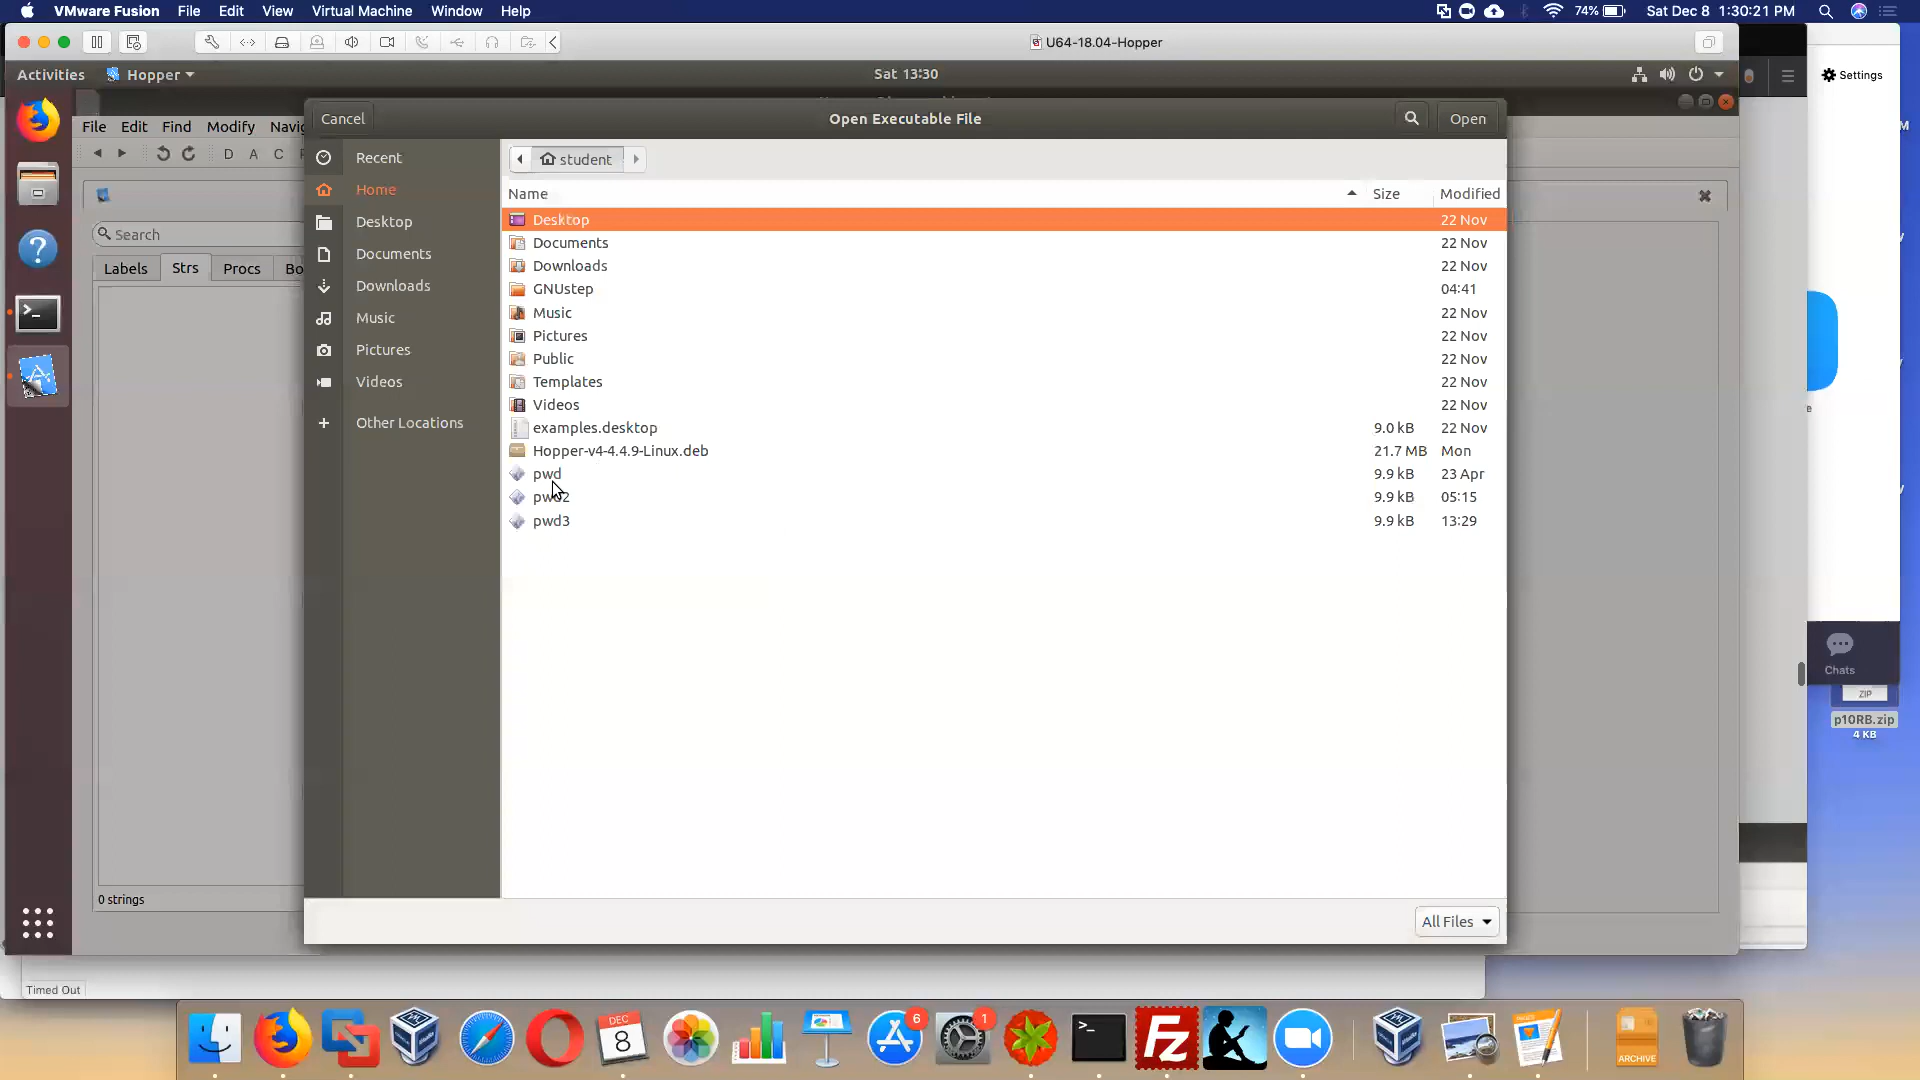 VMware Fusion File Edit View Virtual Machine Window Help 74% Sat Dec 8 1:30:21 PM
U64-18.04-Hopper
Activities Hopper Sat 13:30 Settings
Cancel Open Executable File Open
File Edit Find Modify
D A C
Recent
Home
Desktop
Documents
Downloads
Music
Pictures
Videos
Other Locations
student
Name Size Modified
Desktop 22 Nov
Documents 22 Nov
Downloads 22 Nov
GNUstep 04:41
Music 22 Nov
Pictures 22 Nov
Public 22 Nov
Templates 22 Nov
Videos 22 Nov
examples.desktop 9.0 kB 22 Nov
Hopper-v4-4.4.9-Linux.deb 21.7 MB Mon
pwd 9.9 kB 23 Apr
pwd2 9.9 kB 05:15
pwd3 9.9 kB 13:29
Search
Labels Strs Procs
0 strings
All Files
Chats
ZIP
p10RB.zip
4 KB
Timed Out
DEC
8
6
1
ARCHIVE